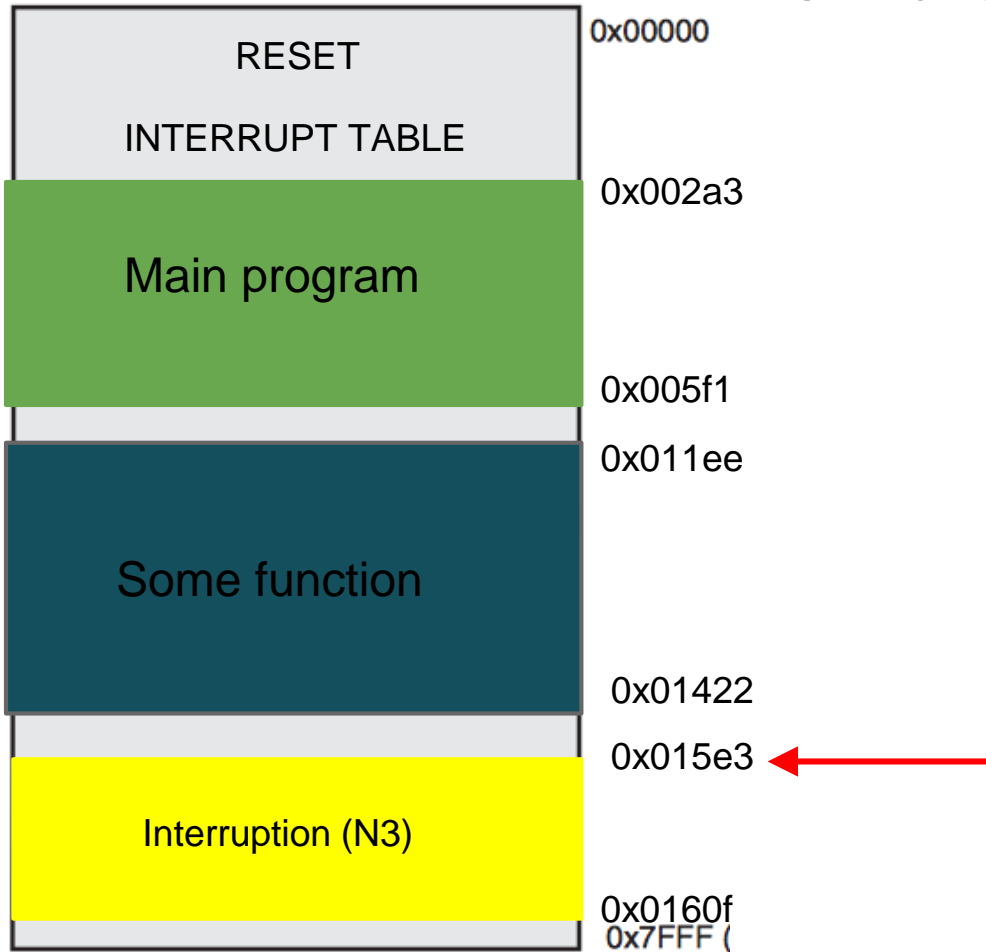 0x00000
RESET
INTERRUPT TABLE
0x002a3
Main program
0x005f1
0x011ee
Some function
0x01422
0x015e3
Interruption (N3)
0x0160f
0x7FFF (